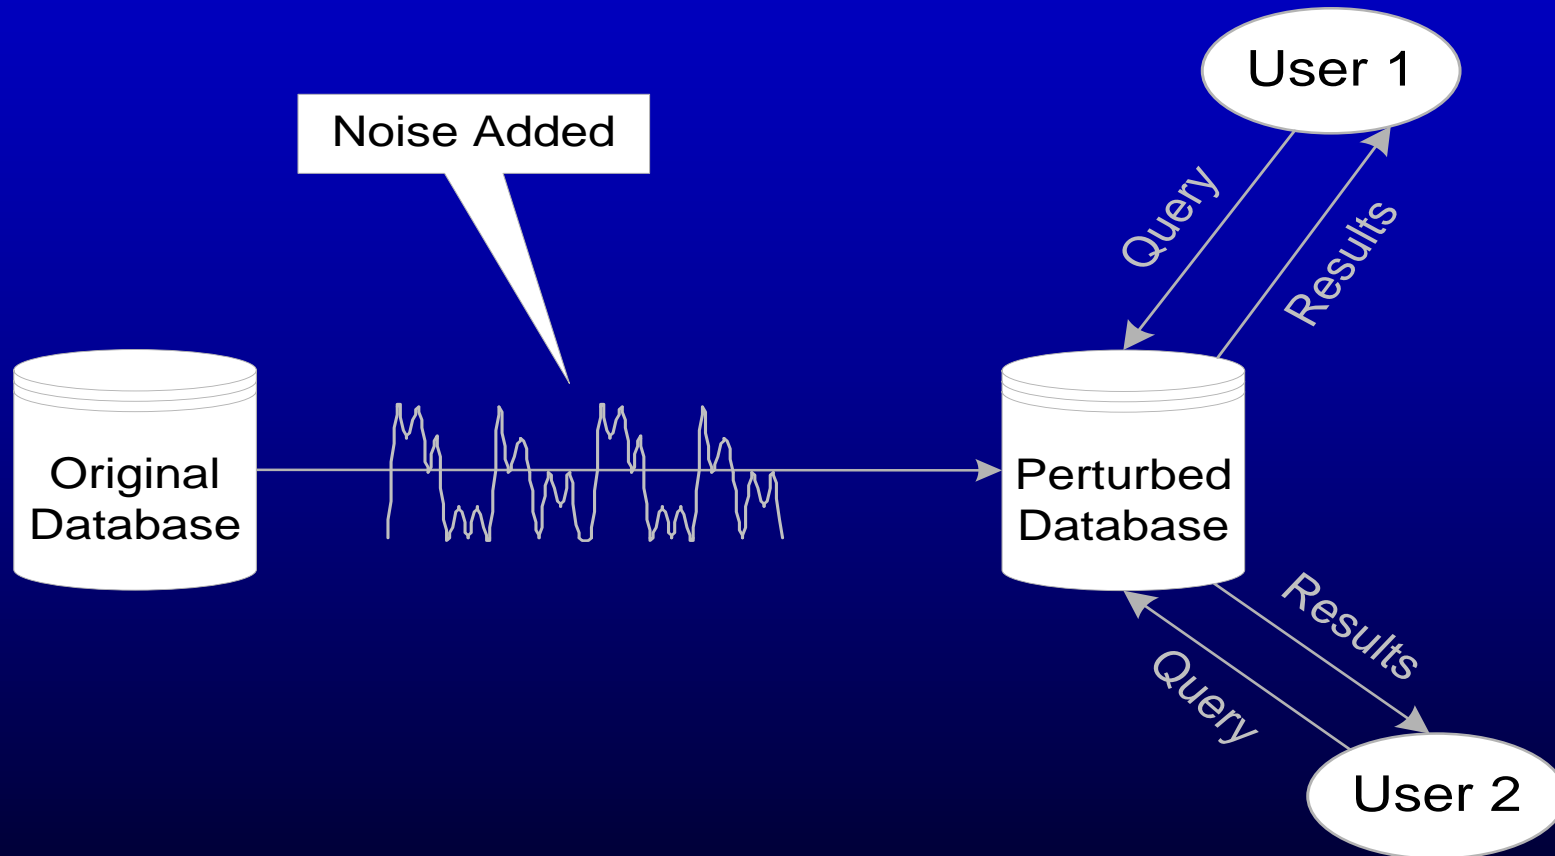 User 1
Noise Added
Query
Results
Original
Database
Perturbed
Database
Results
Query
User 2